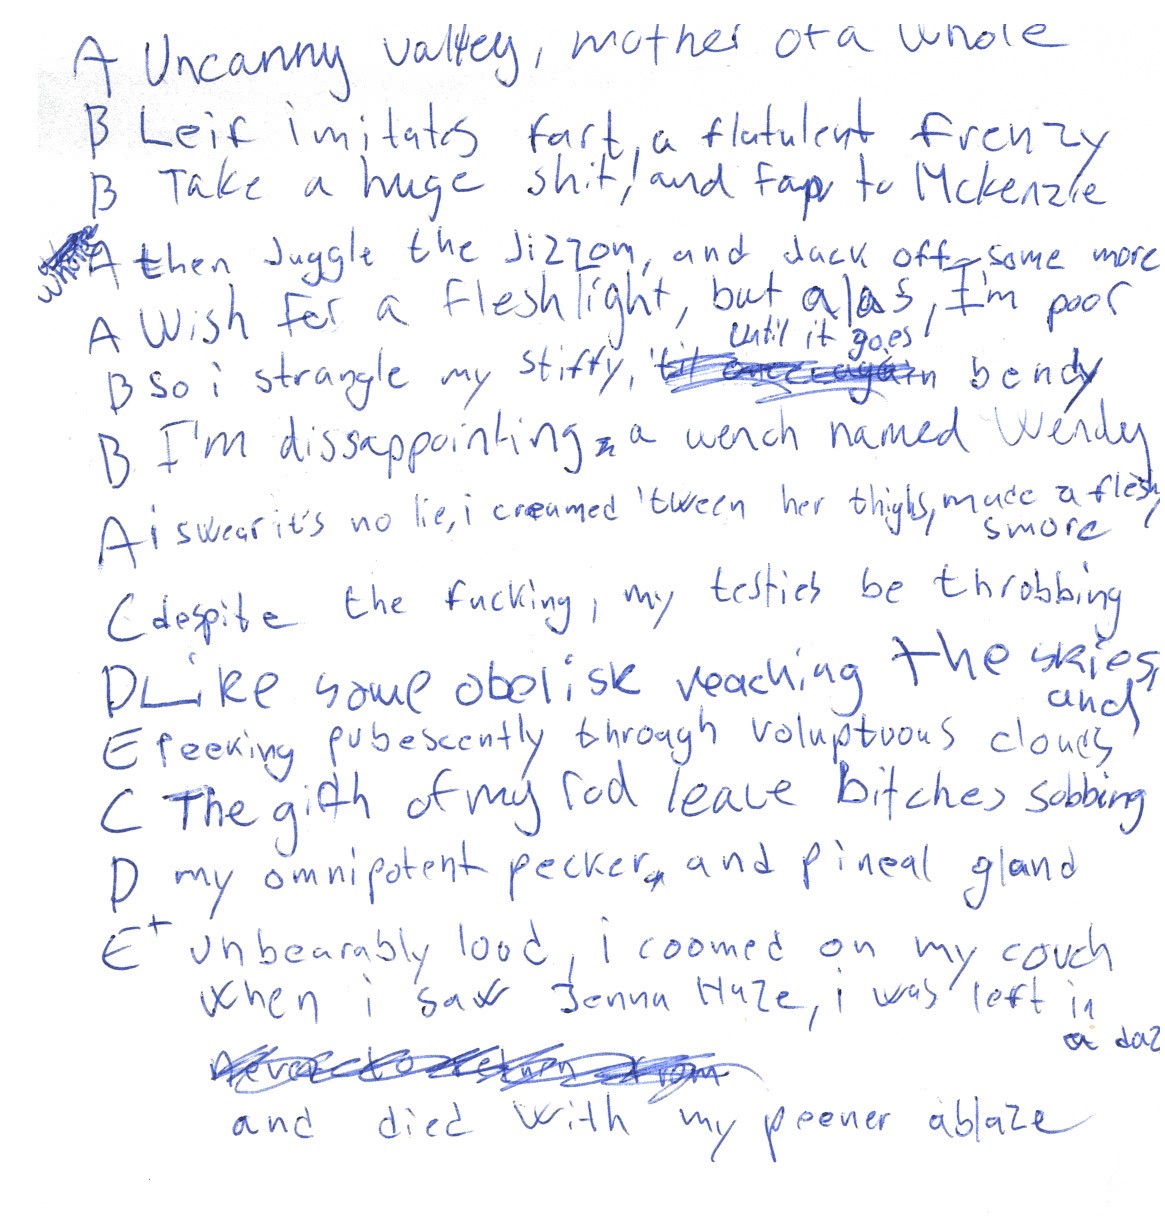 A Uncanny valley, mother of a whole
B Leif imitates fart, a flatulent frenzy
B Take a huge shit, and fap to Mckenzie
A then Juggle the Jizzom, and Jack off some more
A Wish for a fleshlight, but alas, I'm poor
until it goes
B So i strangle my stiffy, bendy
B I'm dissappointing a wench named Wendy
A i swear it's no lie, i creamed 'tween her thighs, made a fleshy
smore
C despite the fucking, my testies be throbbing
D Like some obelisk reaching the skies,
and
E Peeking pubescently through voluptuous clouds
C The gifth of my rod leave Bitches sobbing
D my omnipotent pecker, and pineal gland
E+ unbearably loud, i coomed on my couch
when i saw Jenna Haze, i was left in
a daz
and died with my peener ablaze